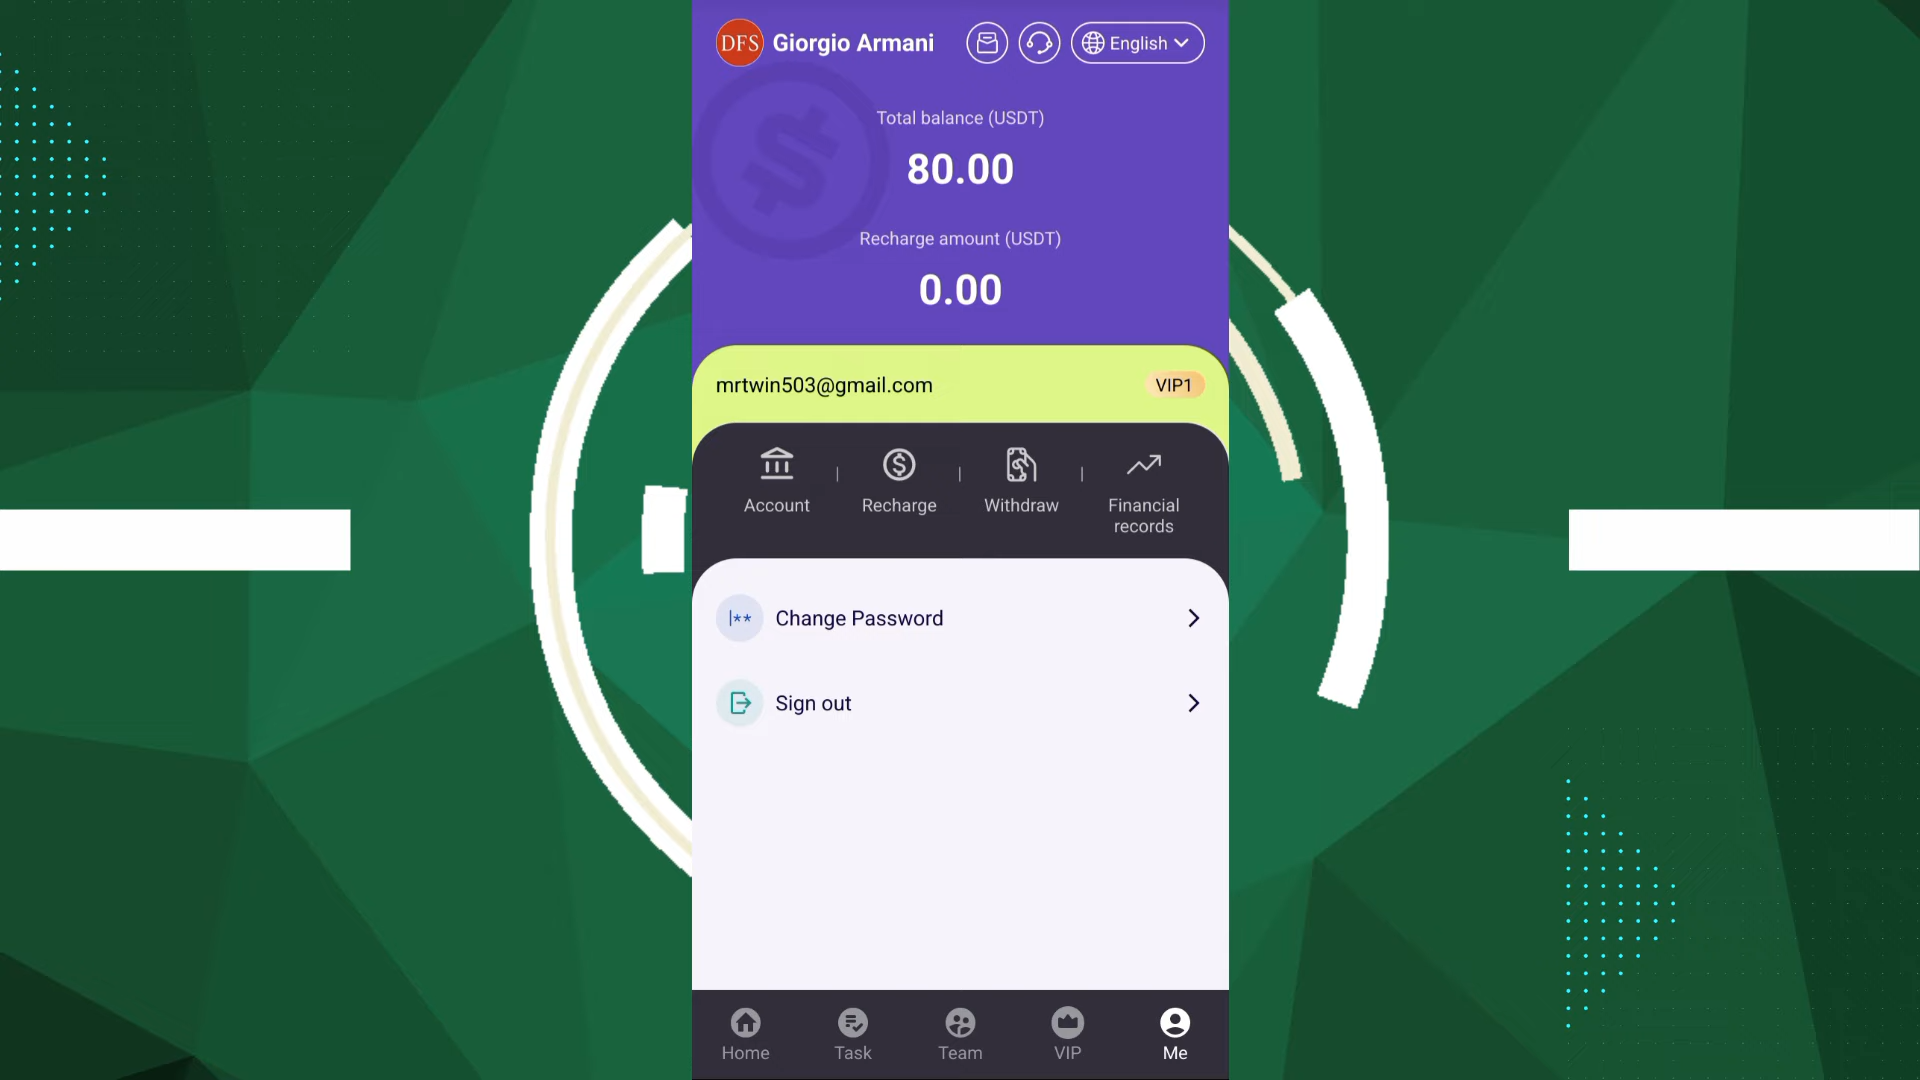 DFS Giorgio Armani English
Total balance (USDT)
80.00
Recharge amount (USDT)
0.00
mrtwin503@gmail.com VIP1
Account Recharge Withdraw Financial
records
|** Change Password
Sign out
Home Task Team VIP Me